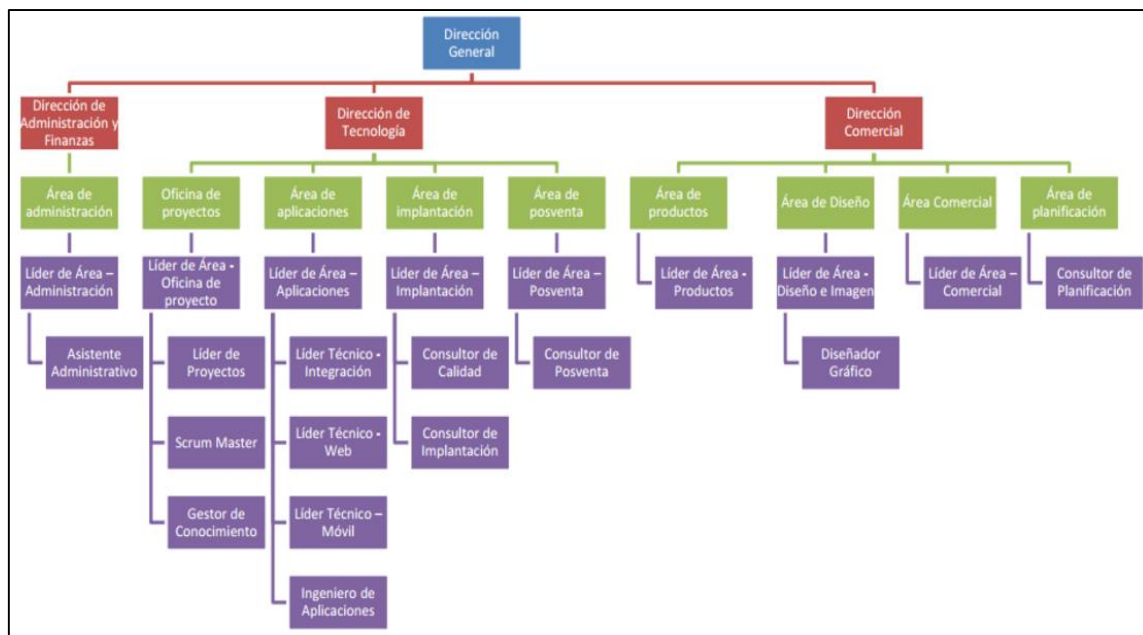 Dirección
General
Dirección de
Administración y
Finanzas
Dirección de
Tecnología
Dirección
Comercial
Área de
administración
Oficina de
proyectos
Área de
aplicaciones
Área de
implantación
Área de
posventa
Área de
productos
Área de Diseño
Área Comercial
Área de
planificación
Líder de Área –
Administración
Líder de Área -
Oficina de
proyecto
Líder de Área –
Aplicaciones
Líder de Área –
Implantación
Líder de Área –
Posventa
Líder de Área -
Productos
Líder de Área -
Diseño e Imagen
Líder de Área –
Comercial
Consultor de
Planificación
Asistente
Administrativo
Líder de
Proyectos
Líder Técnico -
Integración
Consultor de
Calidad
Consultor de
Posventa
Diseñador
Gráfico
Scrum Master
Líder Técnico -
Web
Consultor de
Implantación
Gestor de
Conocimiento
Líder Técnico –
Móvil
Ingeniero de
Aplicaciones